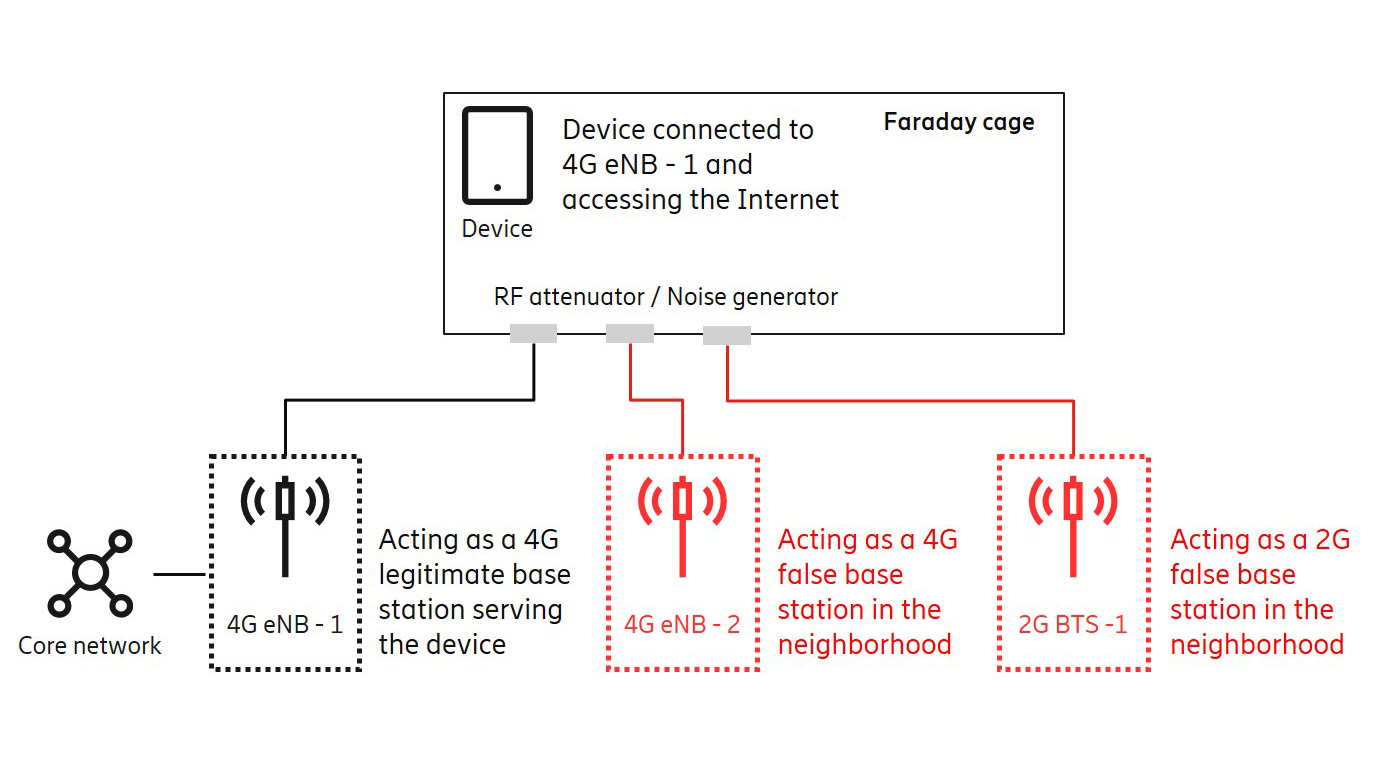 Faraday cage
Device connected to
4G eNB - 1 and
accessing the Internet
Device
RF attenuator / Noise generator
Core network
4G eNB - 1
Acting as a 4G
legitimate base
station serving
the device
4G eNB - 2
Acting as a 4G
false base
station in the
neighborhood
2G BTS -1
Acting as a 2G
false base
station in the
neighborhood